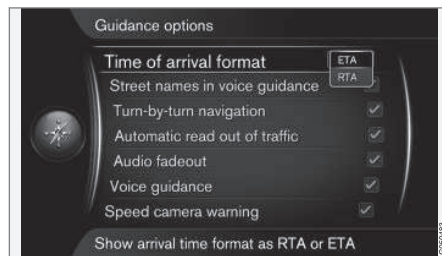 Guidance options
Time of arrival format
ETA
RTA
Street names in voice guidance
Turn-by-turn navigation
Automatic read out of traffic
Audio fadeout
Voice guidance
Speed camera warning
Show arrival time format as RTA or ETA